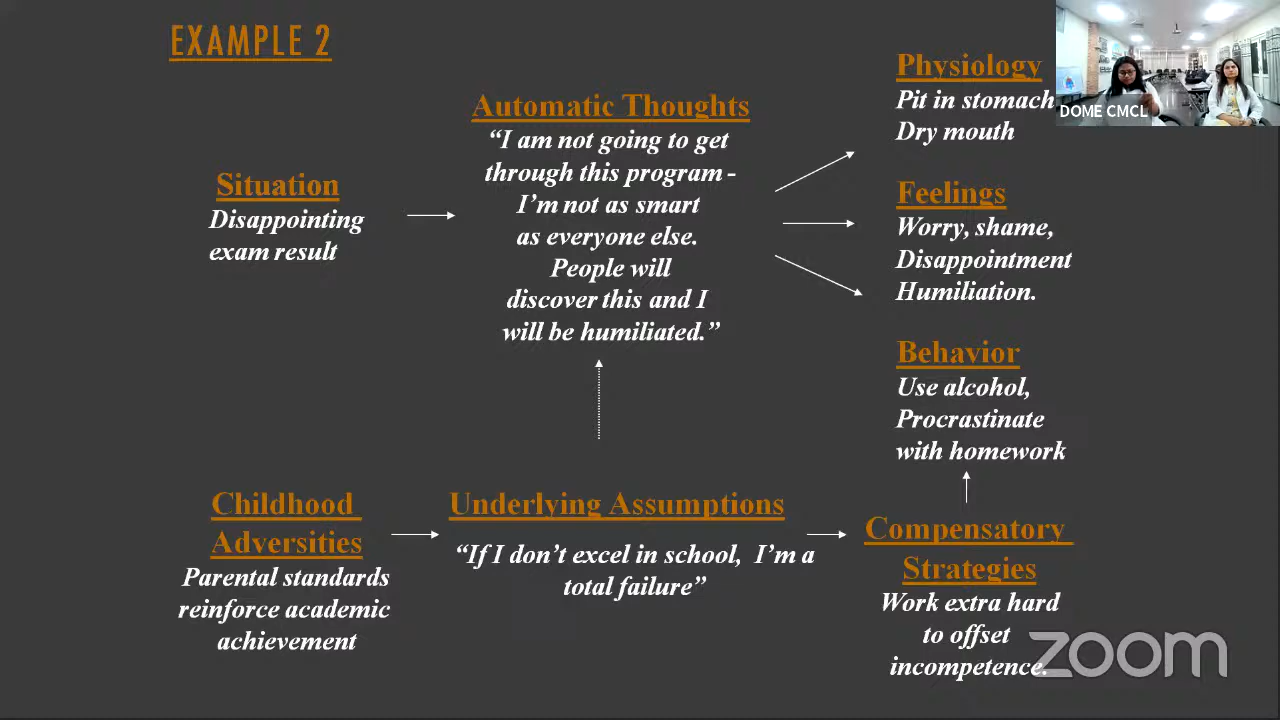 EXAMPLE 2
Situation
Disappointing
exam result
Automatic Thoughts
“I am not going to get
through this program -
I’m not as smart
as everyone else.
People will
discover this and I
will be humiliated.”
Physiology
Pit in stomach
Dry mouth
Feelings
Worry, shame,
Disappointment
Humiliation.
Behavior
Use alcohol,
Procrastinate
with homework
Childhood
Adversities
Parental standards
reinforce academic
achievement
Underlying Assumptions
“If I don’t excel in school, I’m a
total failure”
Compensatory
Strategies
Work extra hard
to offset
incompetence.
DOME CMCL
zoom